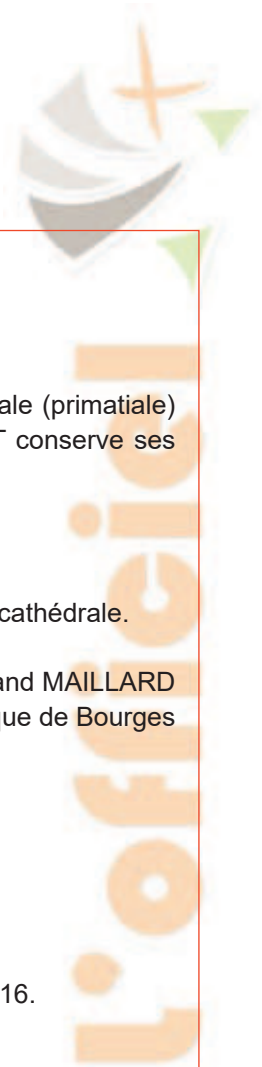 ale (primatiale)
T conserve ses
cathédrale.
and MAILLARD
que de Bourges
16.
l'officiel